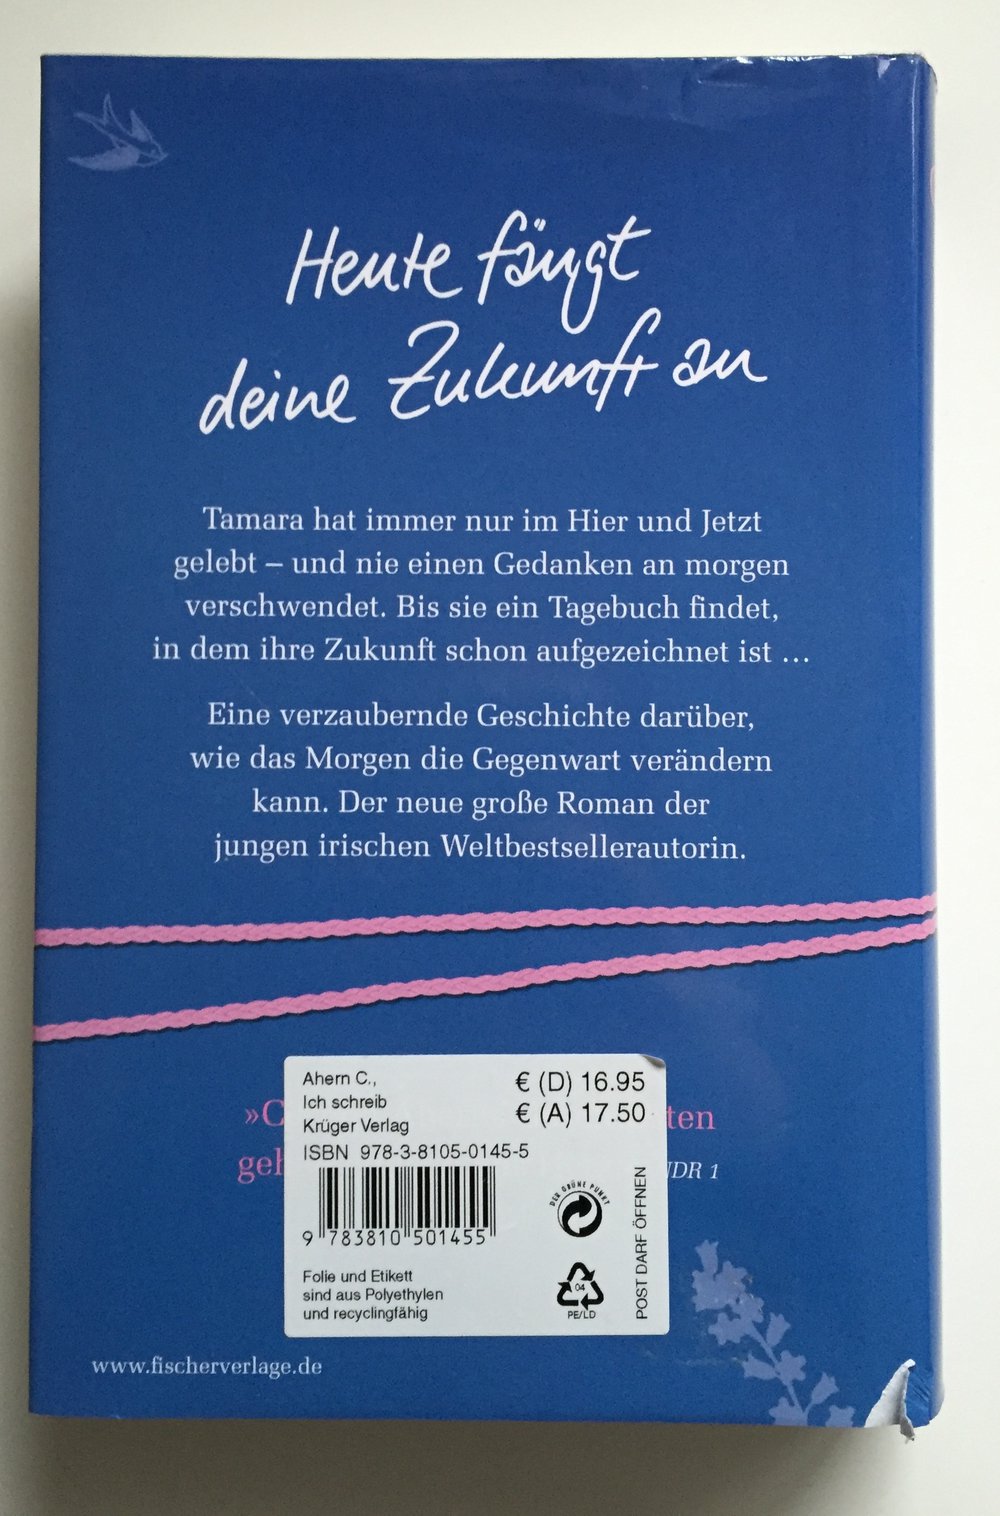 Heute fängt
deine Zukunft an
Tamara hat immer nur im Hier und Jetzt
gelebt – und nie einen Gedanken an morgen
verschwendet. Bis sie ein Tagebuch findet,
in dem ihre Zukunft schon aufgezeichnet ist ...
Eine verzaubernde Geschichte darüber,
wie das Morgen die Gegenwart verändern
kann. Der neue große Roman der
jungen irischen Weltbestsellerautorin.
Ahern C.,
Ich schreib
Krüger Verlag
ISBN 978-3-8105-0145-5
€ (D) 16.95
€ (A) 17.50
9 783810 501455
DER GRÜNE PUNKT
04
PE/LD
POST DARF ÖFFNEN
Folie und Etikett
sind aus Polyethylen
und recyclingfähig
www.fischerverlage.de